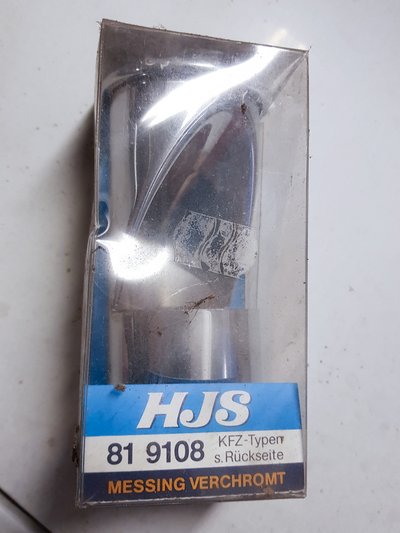 HJS
81 9108
KFZ-Typen
s. Rückseite
MESSING VERCHROMT